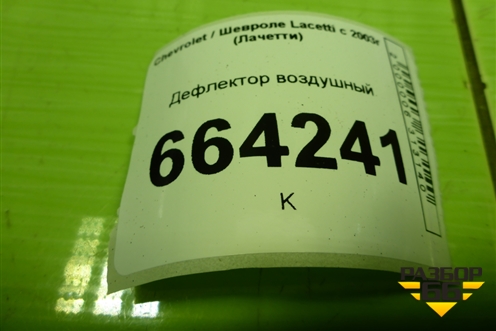 Chevrolet / Шевроле Lacetti с 2003г
(Лачетти)
Дефлектор воздушный
664241
К
РАЗБОР